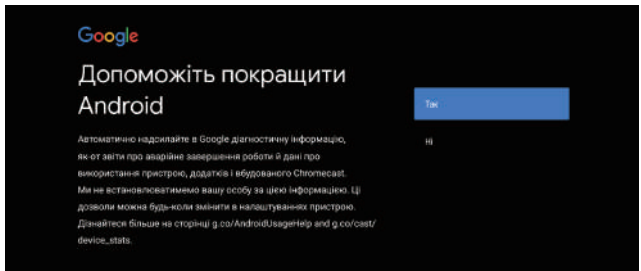 Google
Допоможіть покращити
Android
Автоматично надсилайте в Google діагностичну інформацію,
як-от звіти про аварійне завершення роботи й дані про
використання пристрою, додатків і вбудованого Chromecast.
Ми не встановлюватимемо вашу особу за цією інформацією. Ці
дозволи можна будь-коли змінити в налаштуваннях пристрою.
Дізнайтеся більше на сторінці g.co/AndroidUsageHelp and g.co/cast/
device_stats.
Так
Ні